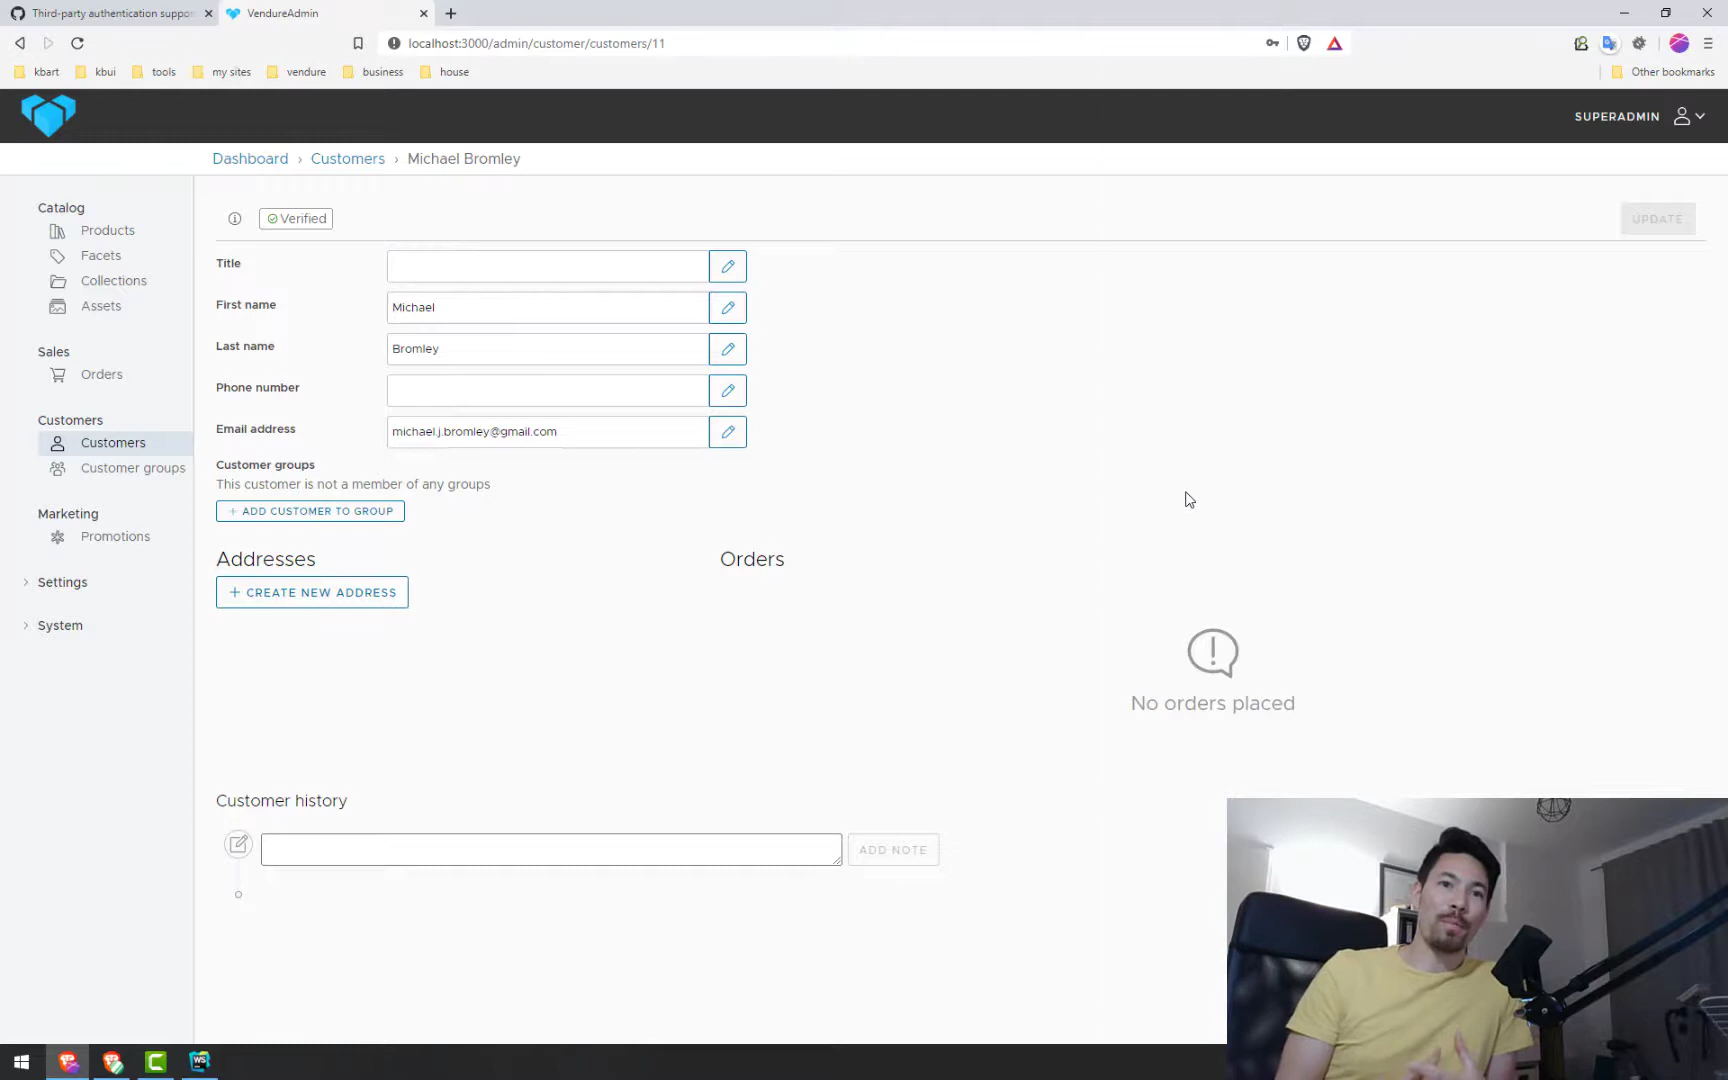 Third-party authentication suppor
VendureAdmin
localhost:3000/admin/customer/customers/11
kbart
kbui
tools
my sites
vendure
business
house
Other bookmarks
SUPERADMIN
Dashboard › Customers › Michael Bromley
Catalog
Products
Facets
Collections
Assets
Sales
Orders
Customers
Customers
Customer groups
Marketing
Promotions
Settings
System
Verified
UPDATE
Title
First name
Michael
Last name
Bromley
Phone number
Email address
michael.j.bromley@gmail.com
Customer groups
This customer is not a member of any groups
+ ADD CUSTOMER TO GROUP
Addresses
Orders
+ CREATE NEW ADDRESS
No orders placed
Customer history
ADD NOTE
WS